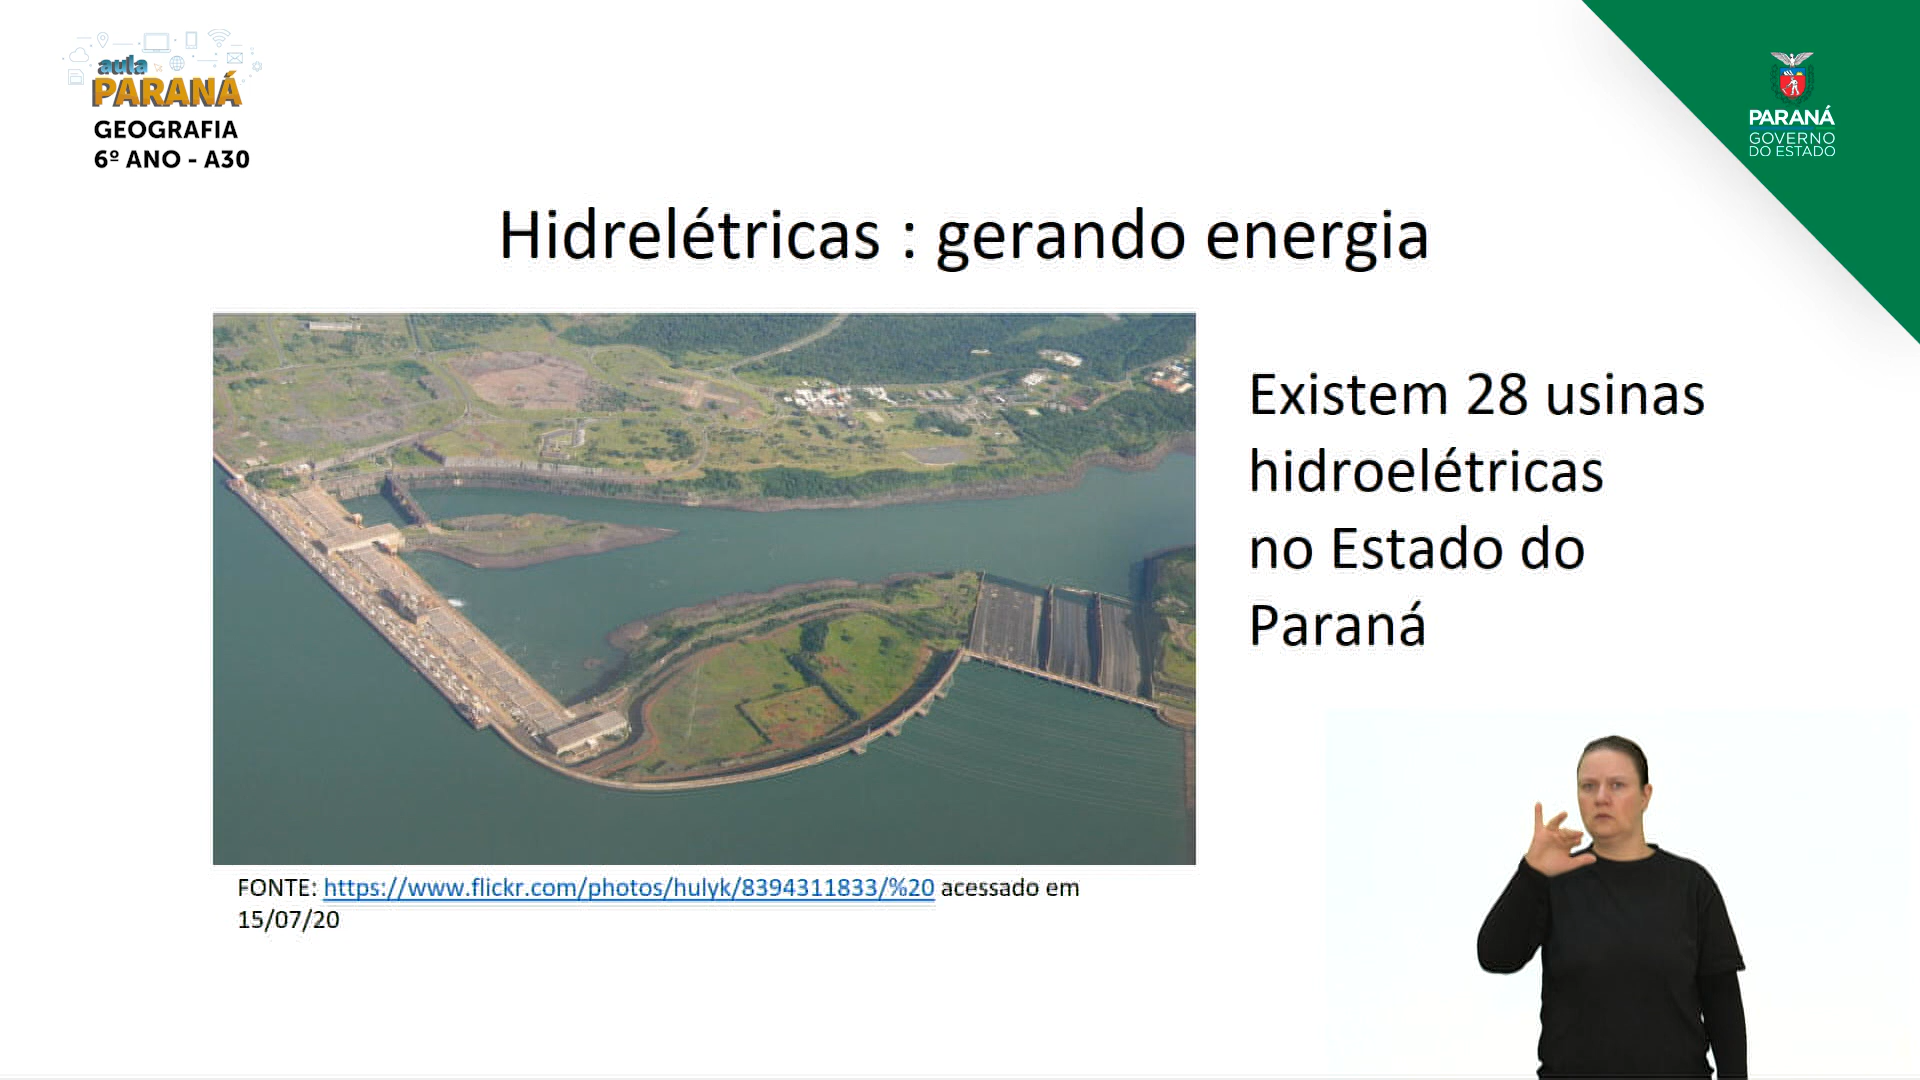 aula
PARANÁ
GEOGRAFIA
6º ANO - A30
PARANÁ
GOVERNO
DO ESTADO
Hidrelétricas : gerando energia
Existem 28 usinas
hidroelétricas
no Estado do
Paraná
FONTE: https://www.flickr.com/photos/hulyk/8394311833/%20 acessado em
15/07/20